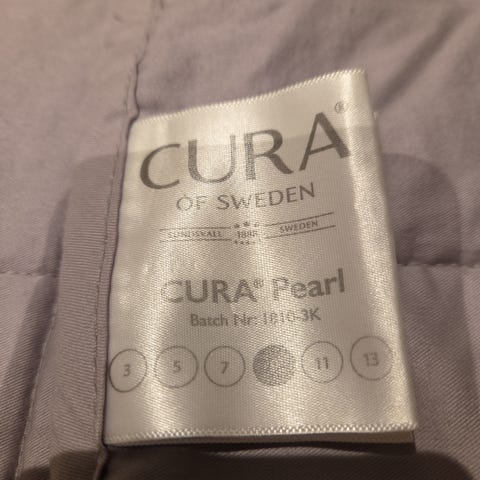 CURA®
OF SWEDEN
SUNDSVALL 1888 SWEDEN
CURA® Pearl
Batch Nr: 1810-3K
3 5 7 11 13